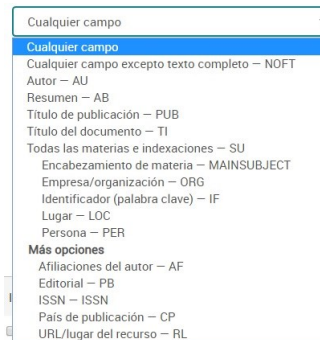 Cualquier campo
Cualquier campo
Cualquier campo excepto texto completo — NOFT
Autor — AU
Resumen — AB
Título de publicación — PUB
Título del documento — TI
Todas las materias e indexaciones — SU
Encabezamiento de materia — MAINSUBJECT
Empresa/organización — ORG
Identificador (palabra clave) — IF
Lugar — LOC
Persona — PER
Más opciones
Afiliaciones del autor — AF
Editorial — PB
ISSN — ISSN
País de publicación — CP
URL/lugar del recurso — RL